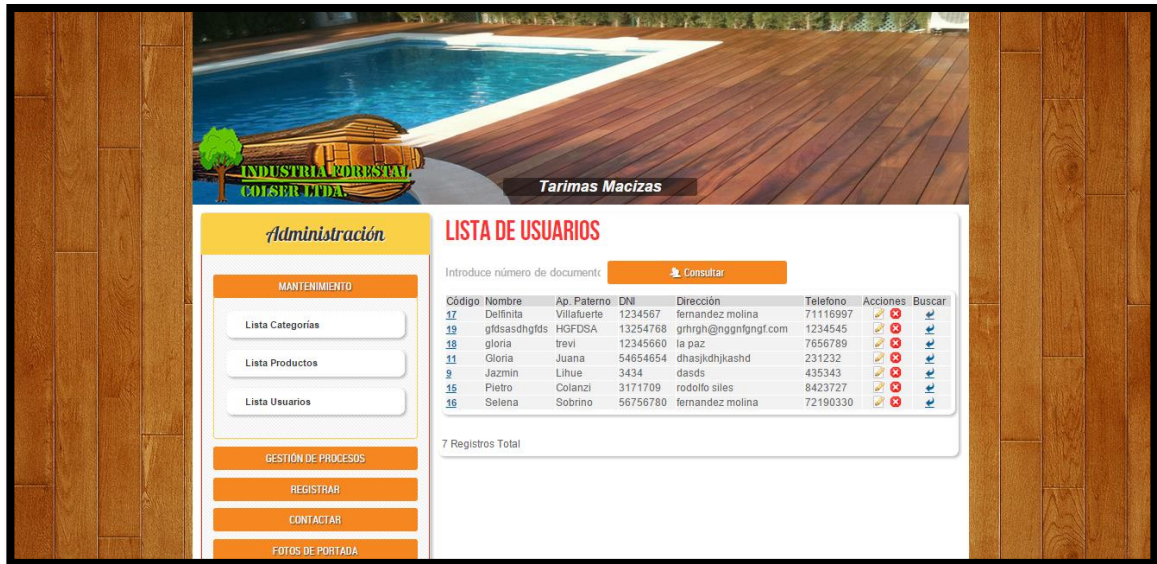 INDUSTRIA FORESTAL
COLSER LTDA.
Tarimas Macizas
Administración
MANTENIMIENTO
Lista Categorías
Lista Productos
Lista Usuarios
GESTIÓN DE PROCESOS
REGISTRAR
CONTACTAR
FOTOS DE PORTADA
LISTA DE USUARIOS
Introduce número de documento Consultar
Código Nombre Ap. Paterno DNI Dirección Telefono Acciones Buscar
17 Delfinita Villafuerte 1234567 fernandez molina 71116997
19 gfdsasdhgfds HGFDSA 13254768 grhrgh@nggnfgngf.com 1234545
18 gloria trevi 12345660 la paz 7656789
11 Gloria Juana 54654654 dhasjkdhjkashd 231232
9 Jazmin Lihue 3434 dasds 435343
15 Pietro Colanzi 3171709 rodolfo siles 8423727
16 Selena Sobrino 56756780 fernandez molina 72190330
7 Registros Total